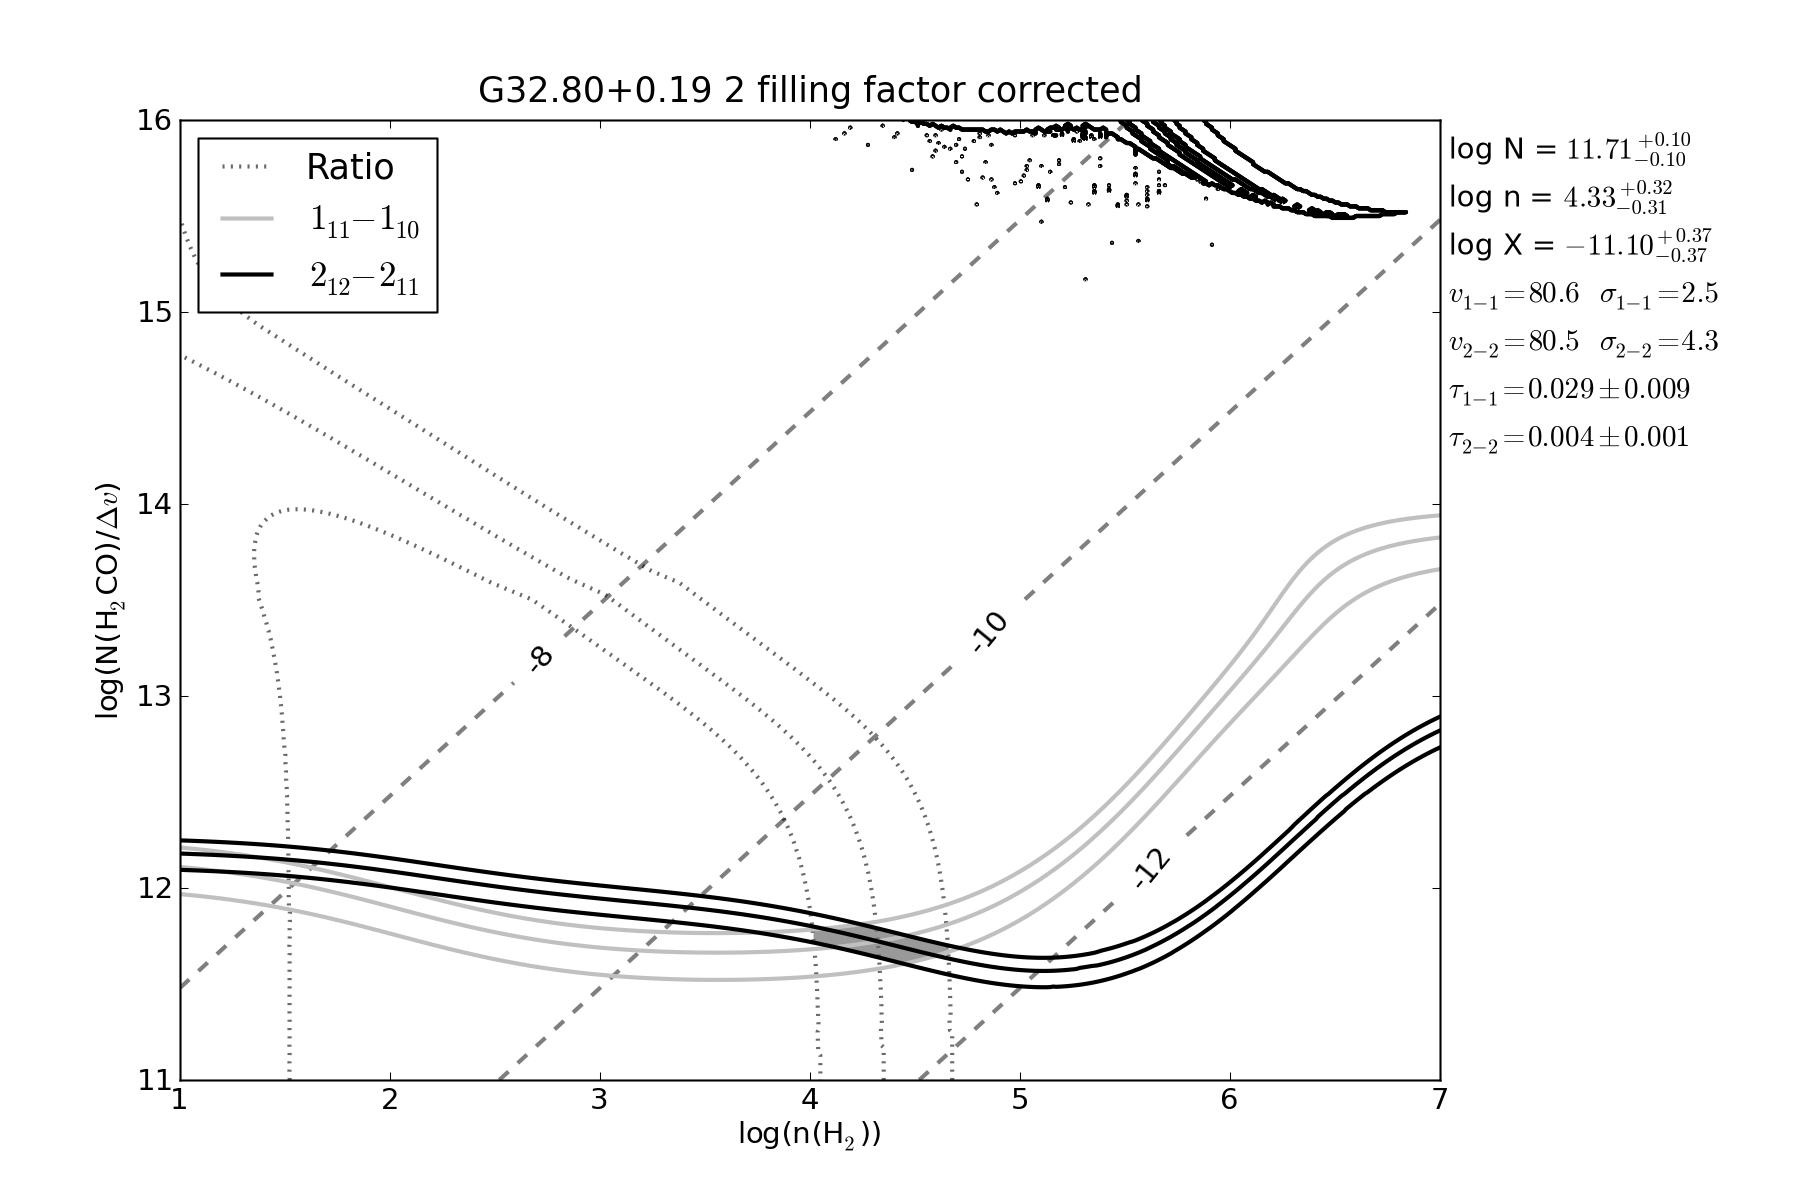 G32.80+0.19 2 filling factor corrected
16
15
14
13
12
11
log(N(H₂CO)/Δv)
Ratio
1₁₁−1₁₀
2₁₂−2₁₁
-8
-10
-12
1 2 3 4 5 6 7
log(n(H₂))
log N = 11.71 +0.10 −0.10
log n = 4.33 +0.32 −0.31
log X = −11.10 +0.37 −0.37
v₁₋₁=80.6 σ₁₋₁=2.5
v₂₋₂=80.5 σ₂₋₂=4.3
τ₁₋₁=0.029±0.009
τ₂₋₂=0.004±0.001